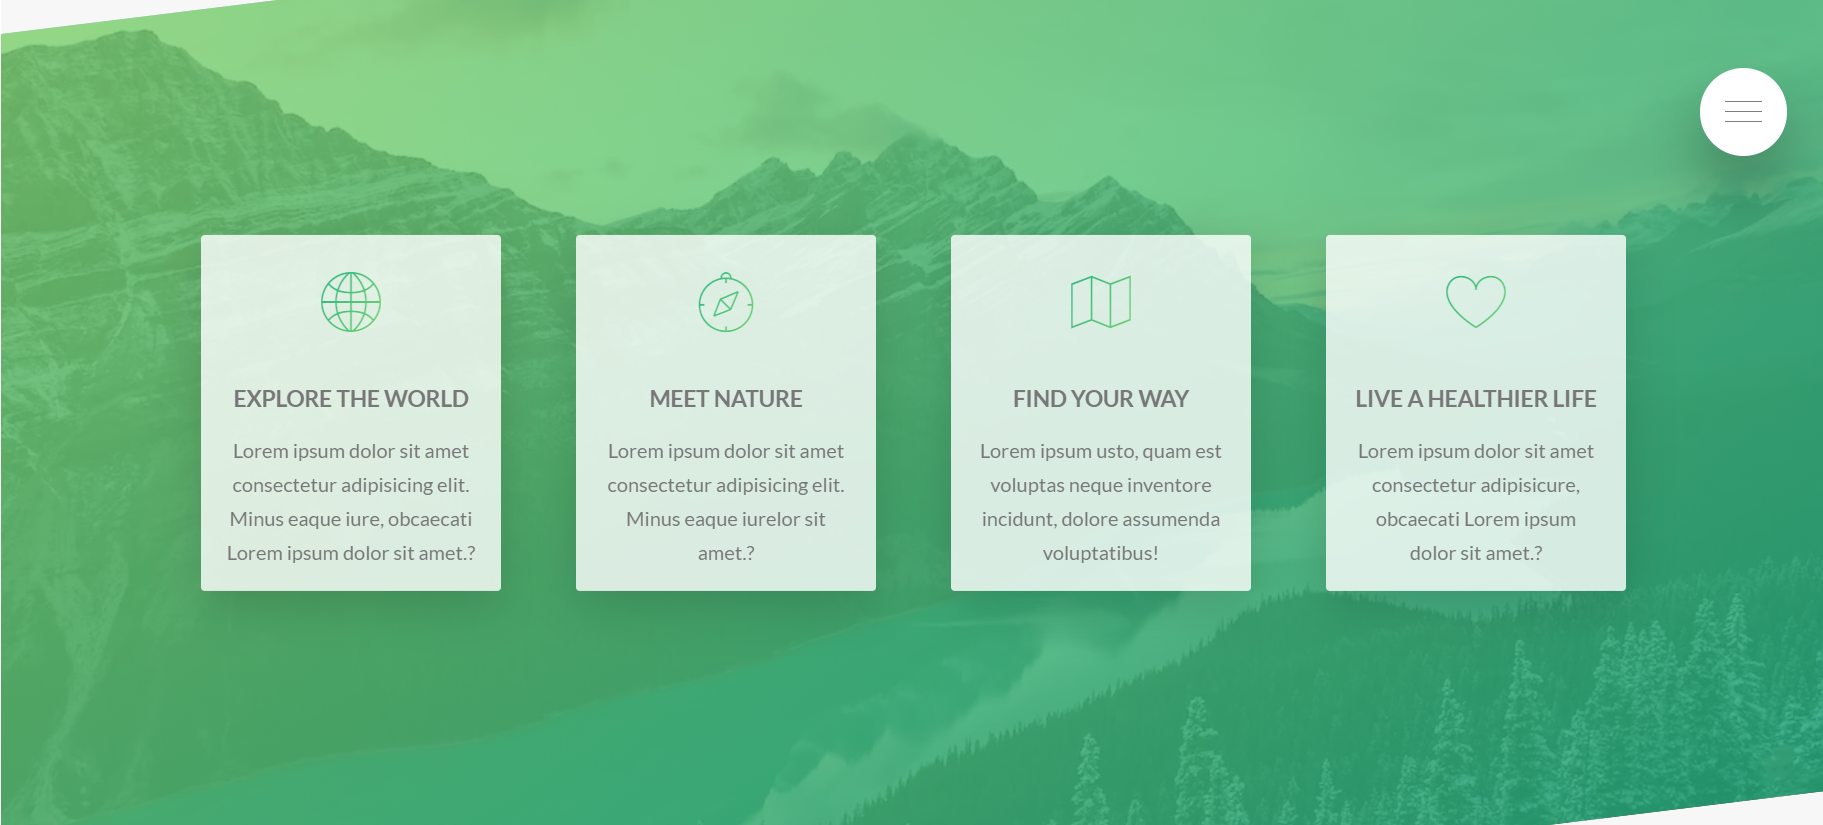 EXPLORE THE WORLD
Lorem ipsum dolor sit amet
consectetur adipisicing elit.
Minus eaque iure, obcaecati
Lorem ipsum dolor sit amet.?
MEET NATURE
Lorem ipsum dolor sit amet
consectetur adipisicing elit.
Minus eaque iurelor sit
amet.?
FIND YOUR WAY
Lorem ipsum usto, quam est
voluptas neque inventore
incidunt, dolore assumenda
voluptatibus!
LIVE A HEALTHIER LIFE
Lorem ipsum dolor sit amet
consectetur adipisicure,
obcaecati Lorem ipsum
dolor sit amet.?